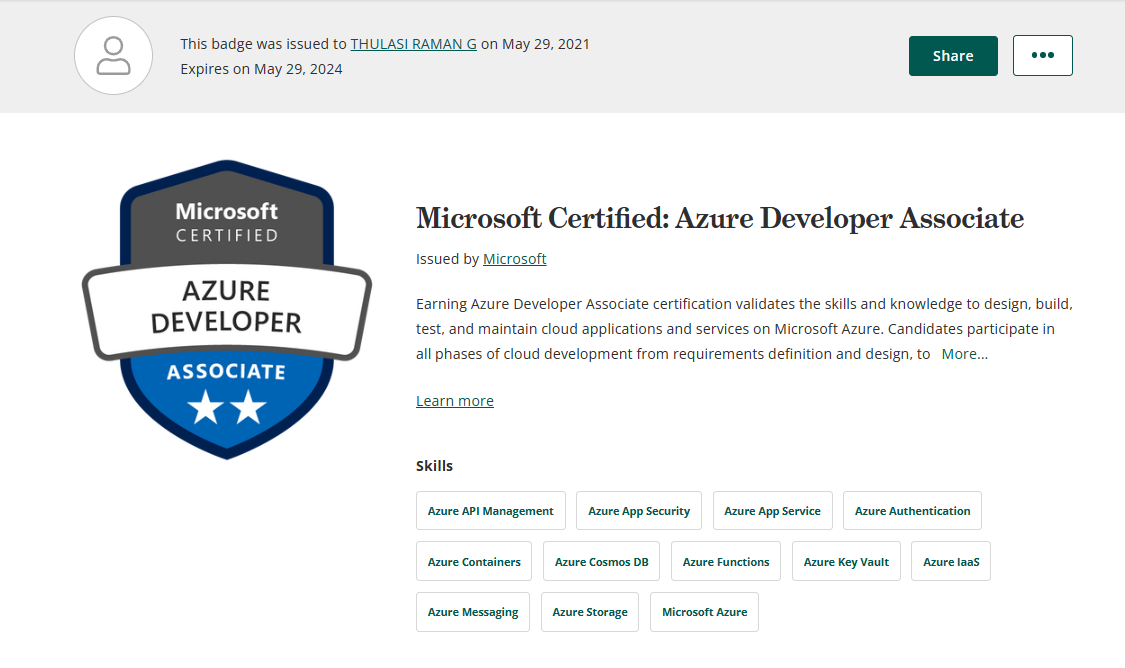 This badge was issued to THULASI RAMAN G on May 29, 2021
Expires on May 29, 2024
Share
Microsoft
CERTIFIED
AZURE
DEVELOPER
ASSOCIATE
Microsoft Certified: Azure Developer Associate
Issued by Microsoft
Earning Azure Developer Associate certification validates the skills and knowledge to design, build,
test, and maintain cloud applications and services on Microsoft Azure. Candidates participate in
all phases of cloud development from requirements definition and design, to More...
Learn more
Skills
Azure API Management Azure App Security Azure App Service Azure Authentication
Azure Containers Azure Cosmos DB Azure Functions Azure Key Vault Azure IaaS
Azure Messaging Azure Storage Microsoft Azure